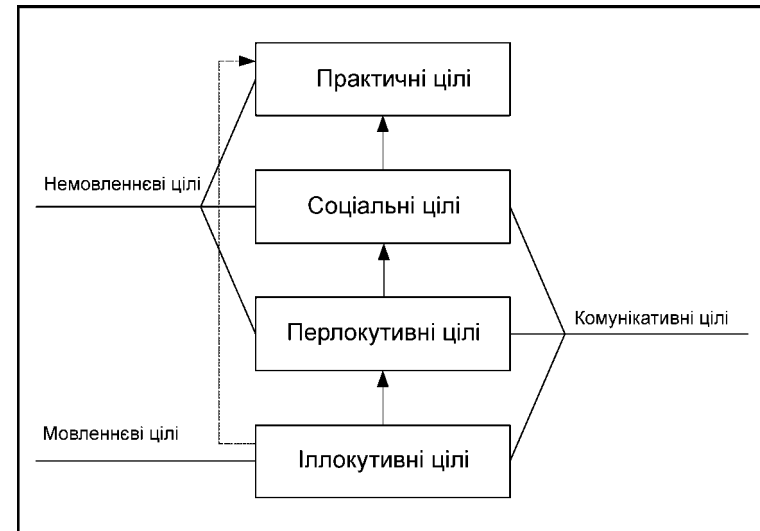 Практичні цілі
Немовленнєві цілі
Соціальні цілі
Перлокутивні цілі
Комунікативні цілі
Мовленнєві цілі
Іллокутивні цілі